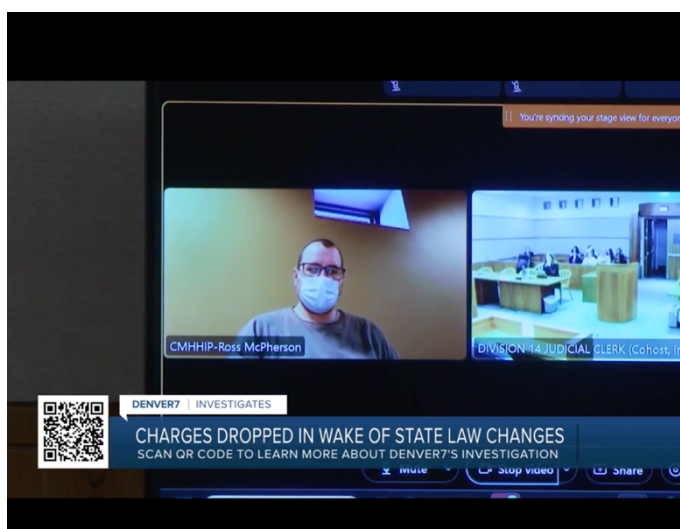 You're syncing your stage view for everyon
CMHHIP-Ross McPherson
DIVISION 14 JUDICIAL CLERK (Cohost, in
DENVER7 | INVESTIGATES
CHARGES DROPPED IN WAKE OF STATE LAW CHANGES
SCAN QR CODE TO LEARN MORE ABOUT DENVER7'S INVESTIGATION
Mute
Stop video
Share